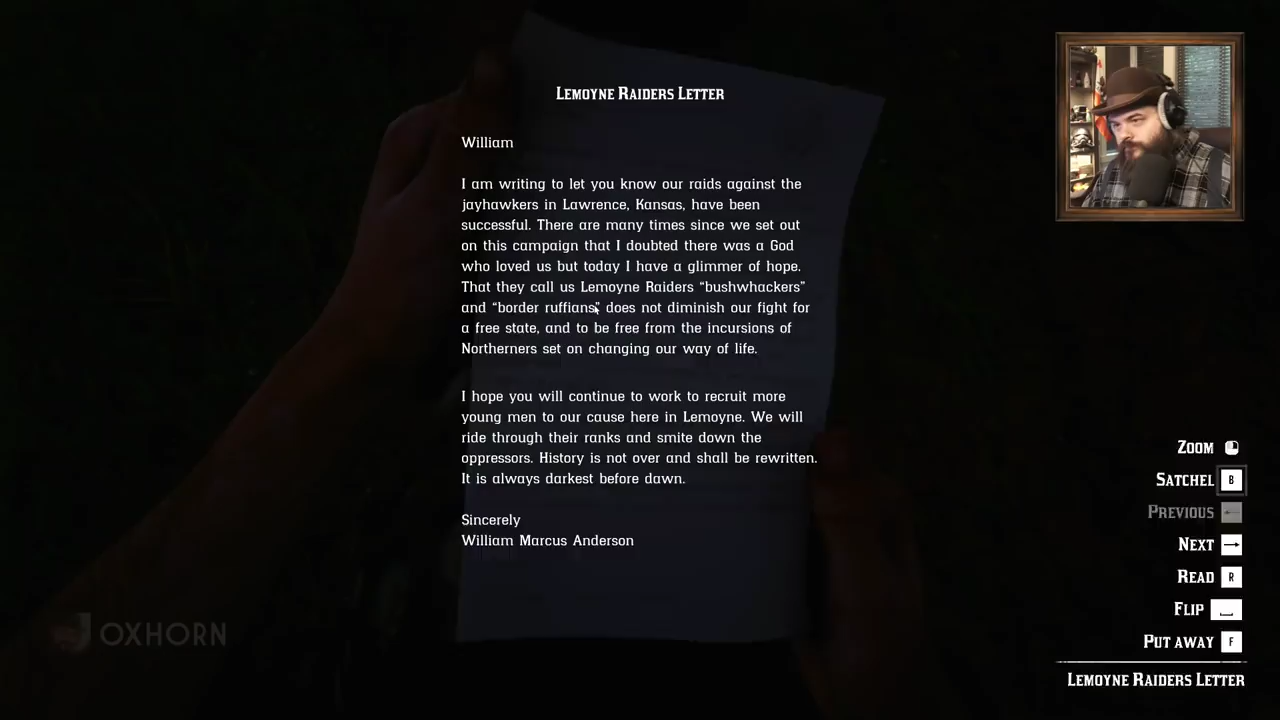 Lemoyne Raiders Letter
William
I am writing to let you know our raids against the
jayhawkers in Lawrence, Kansas, have been
successful. There are many times since we set out
on this campaign that I doubted there was a God
who loved us but today I have a glimmer of hope.
That they call us Lemoyne Raiders “bushwhackers”
and “border ruffians” does not diminish our fight for
a free state, and to be free from the incursions of
Northerners set on changing our way of life.
I hope you will continue to work to recruit more
young men to our cause here in Lemoyne. We will
ride through their ranks and smite down the
oppressors. History is not over and shall be rewritten.
It is always darkest before dawn.
Sincerely
William Marcus Anderson
Zoom
Satchel B
Previous
Next
Read R
Flip
Put away F
Lemoyne Raiders Letter
OXHORN